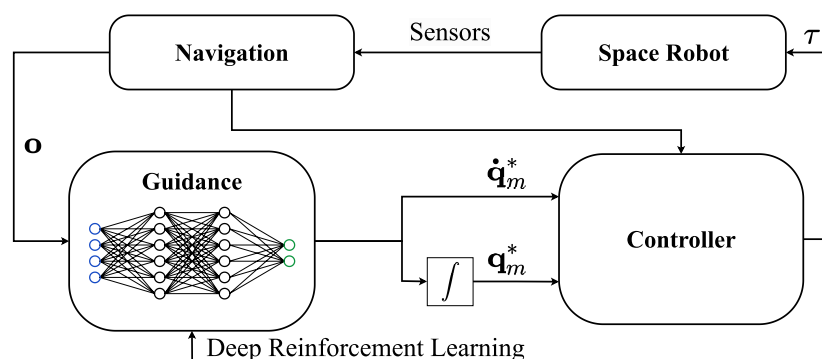 Navigation
Sensors
Space Robot
τ
o
Guidance
q̇*ₘ
Controller
∫
q*ₘ
Deep Reinforcement Learning